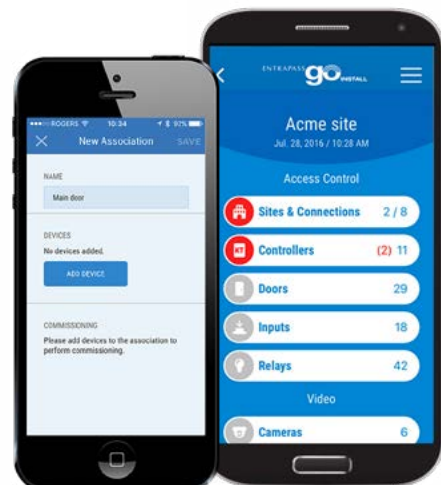 ROGERS 10:34 92%
New Association SAVE
NAME
Main door
DEVICES
No devices added.
ADD DEVICE
COMMISSIONING
Please add devices to the association to
perform commissioning.
ENTRAPASS go INSTALL
Acme site
Jul. 28, 2016 / 10:28 AM
Access Control
Sites & Connections 2 / 8
KT Controllers (2) 11
Doors 29
Inputs 18
Relays 42
Video
Cameras 6